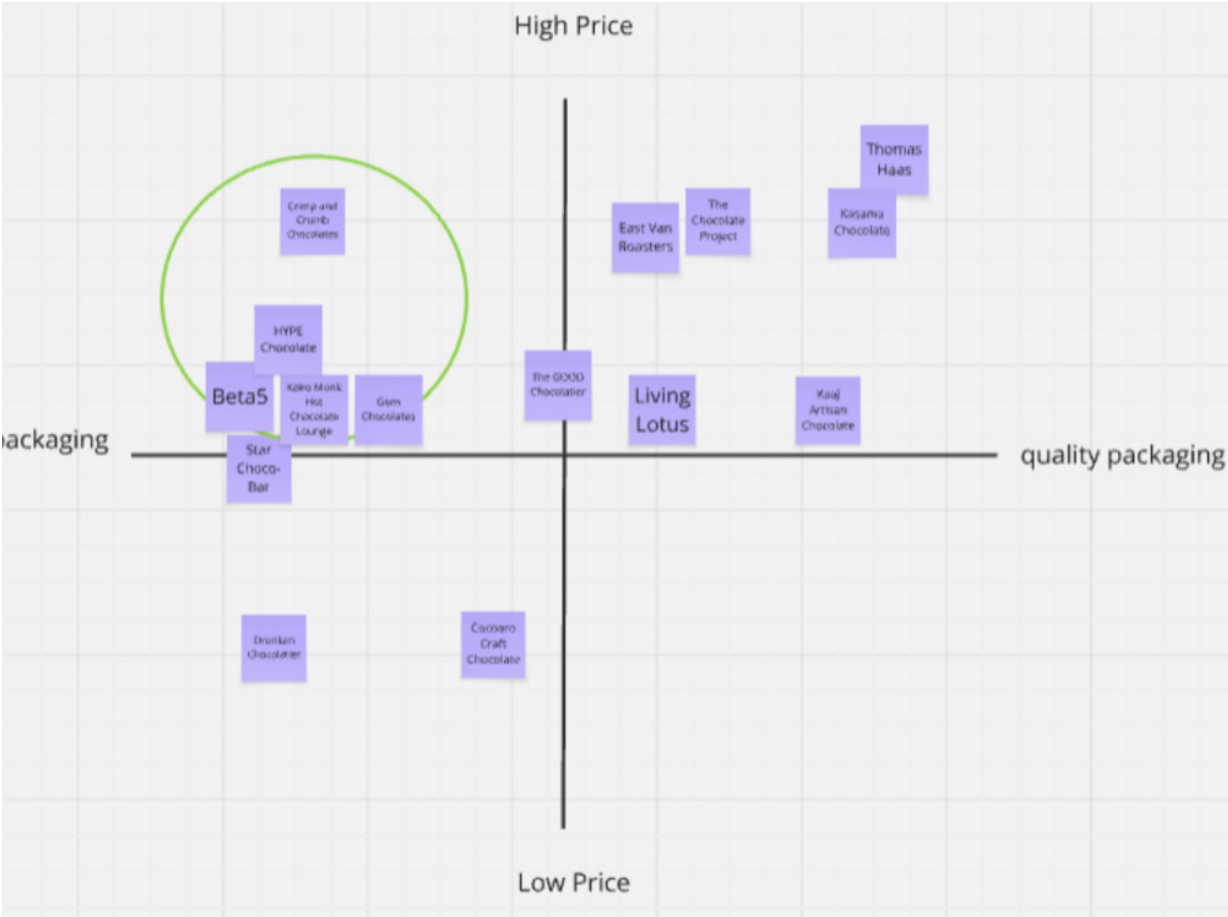 High Price
Thomas
Haas
Crimp and
Crumb
Chocolates
East Van
Roasters
The
Chocolate
Project
Kasama
Chocolate
HYPE
Chocolate
Beta5
Koko Monk
Hot
Chocolate
Lounge
Gem
Chocolates
The GOOD
Chocolatier
Living
Lotus
Kaaj
Artisan
Chocolate
packaging
quality packaging
Star
Choco-
Bar
Drunken
Chocolatier
Cocoaro
Craft
Chocolate
Low Price